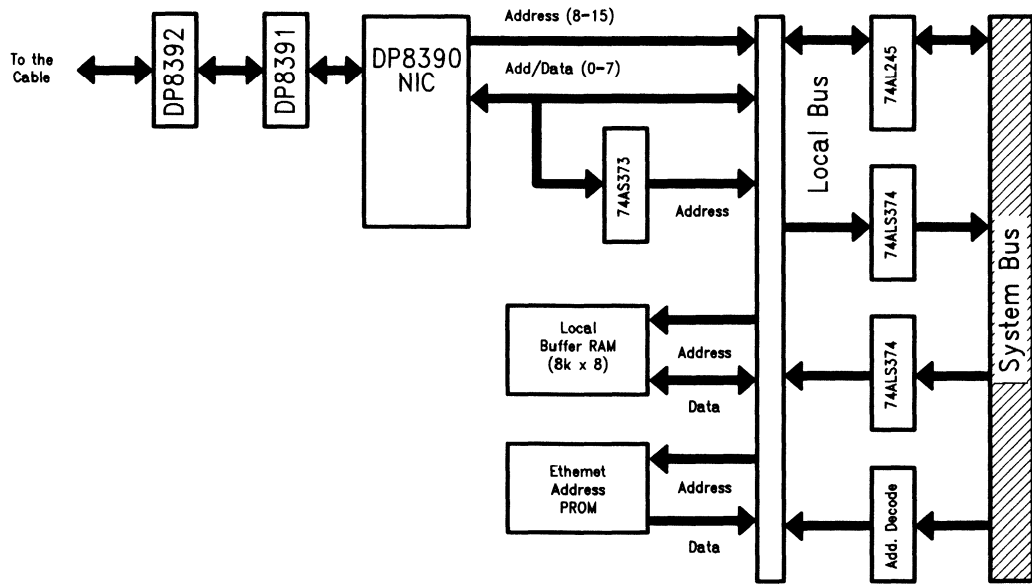 To the
Cable
DP8392
DP8391
DP8390
NIC
Address (8-15)
Add/Data (0-7)
74AS373
Address
Local
Buffer RAM
(8k x 8)
Address
Data
Ethernet
Address
PROM
Address
Data
Local Bus
74AL245
74ALS374
74ALS374
Add. Decode
System Bus